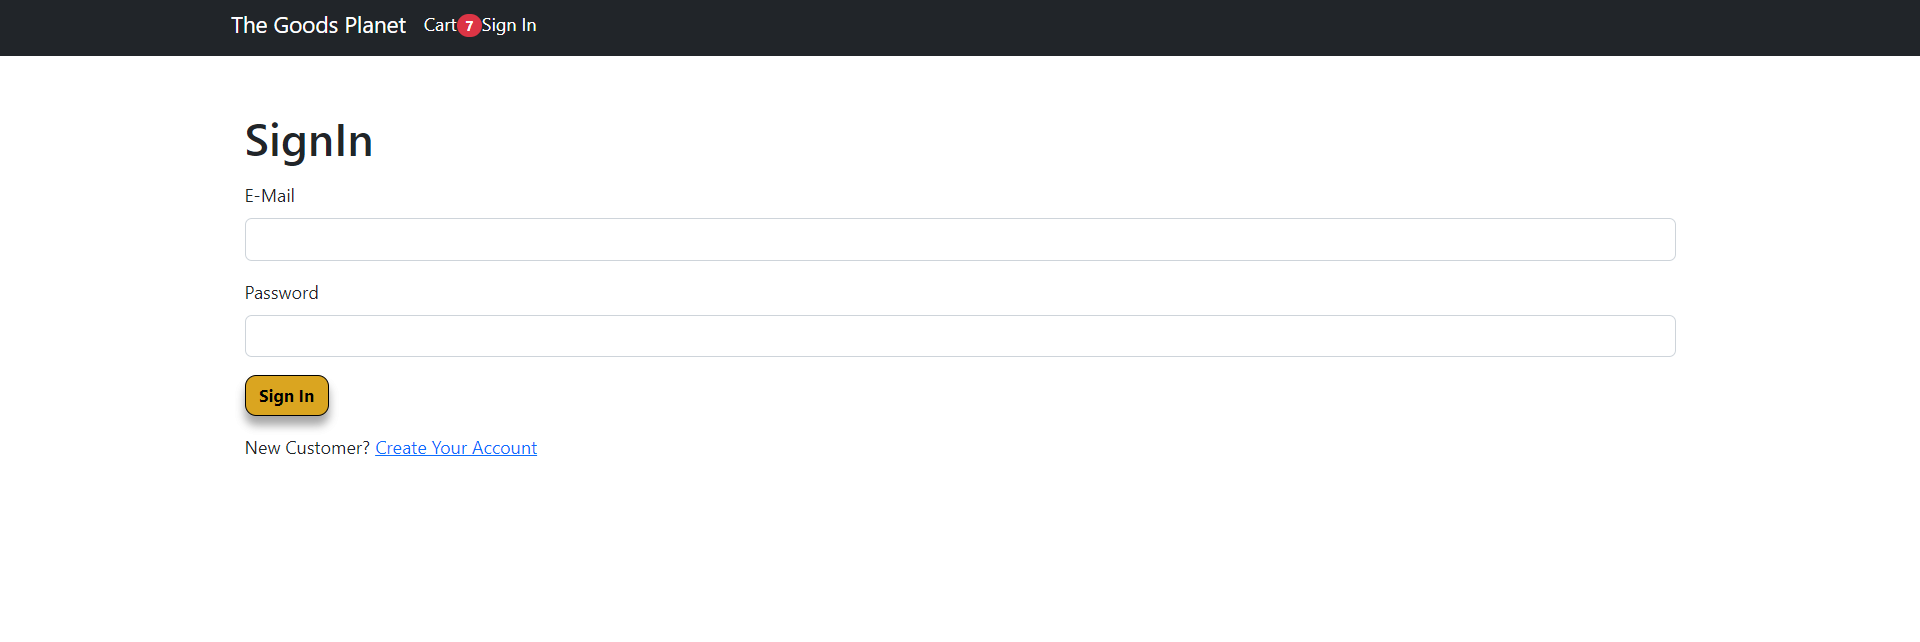 The Goods Planet Cart 7 Sign In
SignIn
E-Mail
Password
Sign In
New Customer? Create Your Account